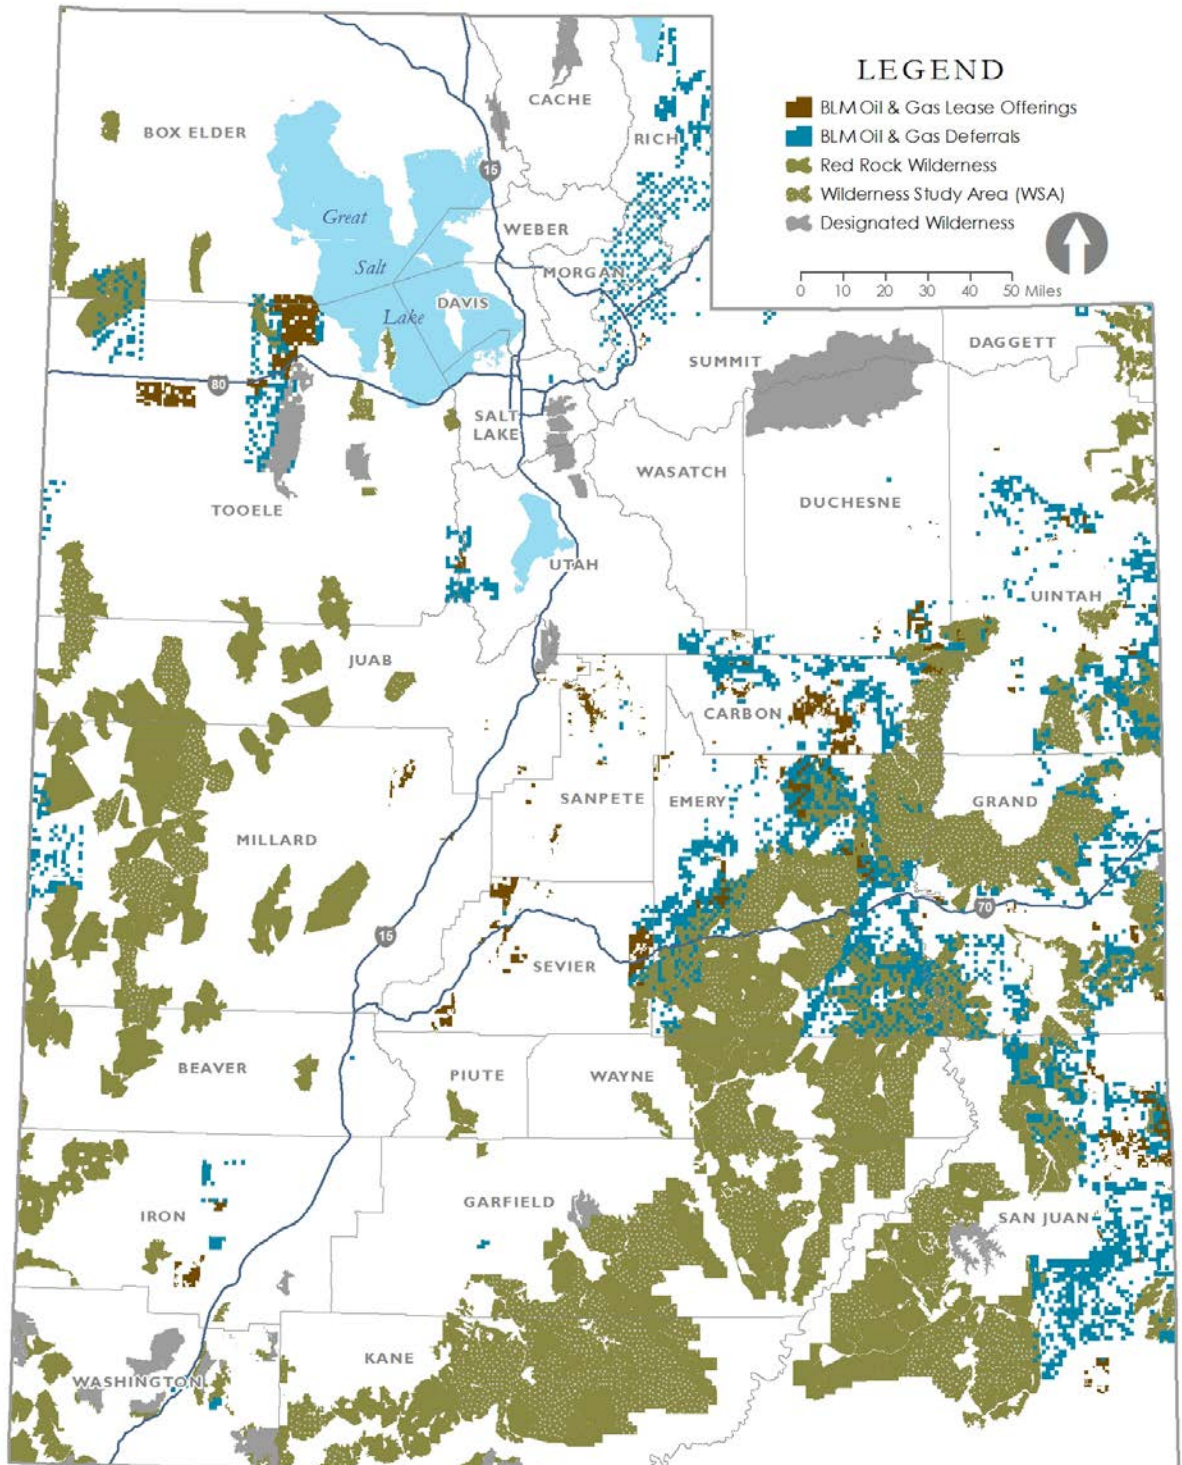 LEGEND
BLM Oil & Gas Lease Offerings
BLM Oil & Gas Deferrals
Red Rock Wilderness
Wilderness Study Area (WSA)
Designated Wilderness
0 10 20 30 40 50 Miles
CACHE
BOX ELDER
RICH
15
Great
WEBER
Salt
MORGAN
DAVIS
Lake
DAGGETT
SUMMIT
80
SALT
LAKE
WASATCH
DUCHESNE
TOOELE
UTAH
UINTAH
JUAB
CARBON
SANPETE
EMERY
GRAND
MILLARD
70
15
SEVIER
BEAVER
PIUTE
WAYNE
GARFIELD
IRON
SAN JUAN
KANE
WASHINGTON